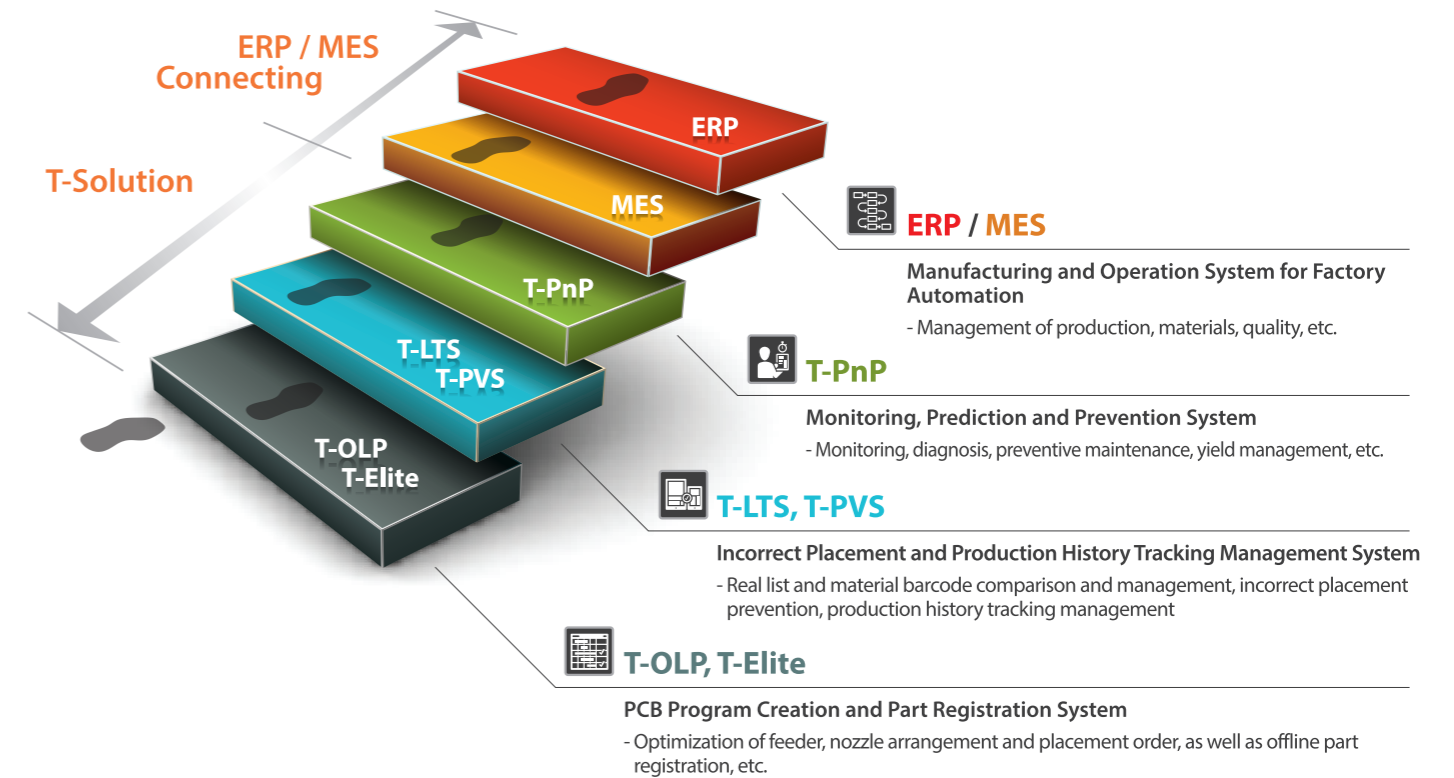 ERP / MES
Connecting
T-Solution
ERP
MES
T-PnP
T-LTS
T-PVS
T-OLP
T-Elite
ERP / MES
Manufacturing and Operation System for Factory
Automation
- Management of production, materials, quality, etc.
T-PnP
Monitoring, Prediction and Prevention System
- Monitoring, diagnosis, preventive maintenance, yield management, etc.
T-LTS, T-PVS
Incorrect Placement and Production History Tracking Management System
- Real list and material barcode comparison and management, incorrect placement
prevention, production history tracking management
T-OLP, T-Elite
PCB Program Creation and Part Registration System
- Optimization of feeder, nozzle arrangement and placement order, as well as offline part
registration, etc.